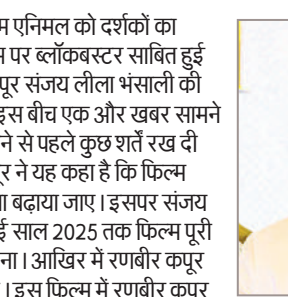 म एनिमल को दर्शकों का
स पर ब्लॉकबस्टर साबित हुई
पूर संजय लीला भंसाली की
इस बीच एक और खबर सामने
ने से पहले कुछ शर्तें रख दी
र ने यह कहा है कि फिल्म
ा बढ़ाया जाए। इसपर संजय
ई साल 2025 तक फिल्म पूरी
ना। आखिर में रणबीर कपूर
। इस फिल्म में रणबीर कपूर